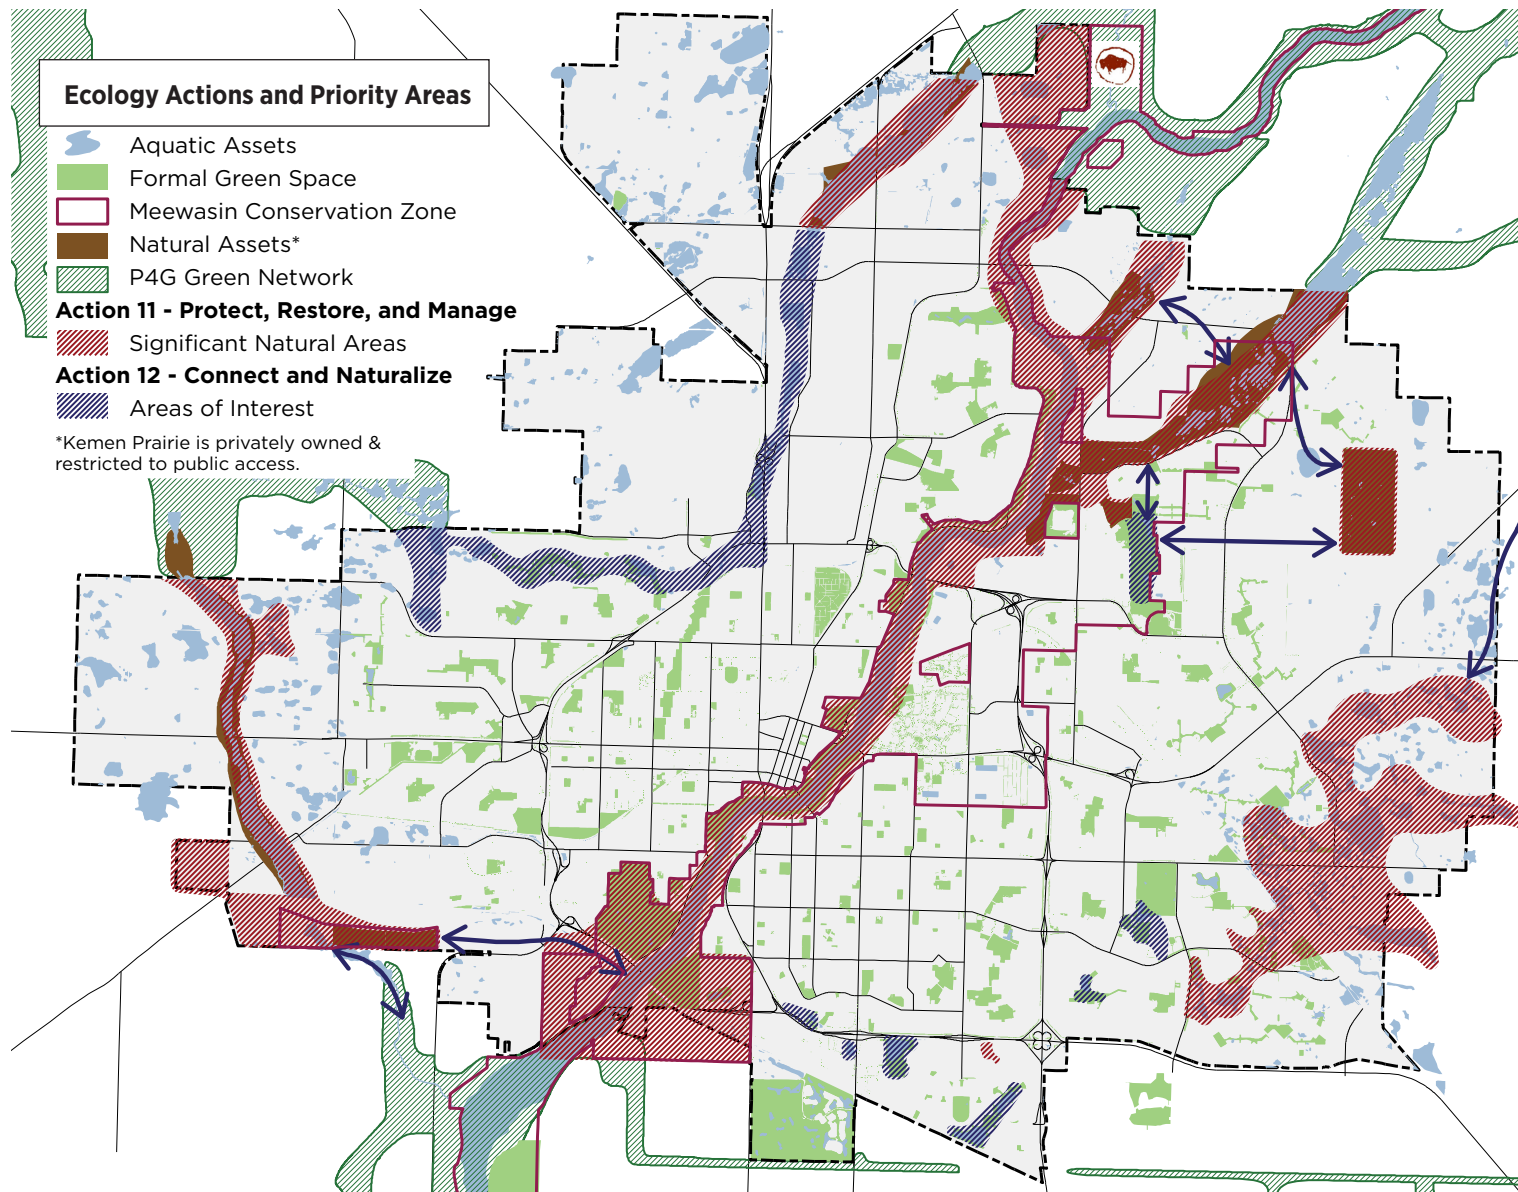 Ecology Actions and Priority Areas
Aquatic Assets
Formal Green Space
Meewasin Conservation Zone
Natural Assets*
P4G Green Network
Action 11 - Protect, Restore, and Manage
Significant Natural Areas
Action 12 - Connect and Naturalize
Areas of Interest
*Kemen Prairie is privately owned &
restricted to public access.